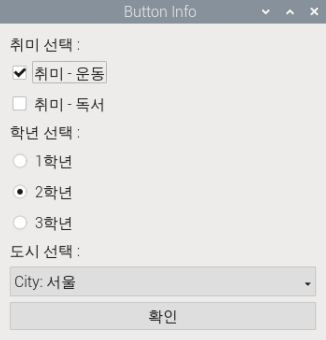 Button Info
취미 선택 :
취미 - 운동
취미 - 독서
학년 선택 :
1학년
2학년
3학년
도시 선택 :
City: 서울
확인